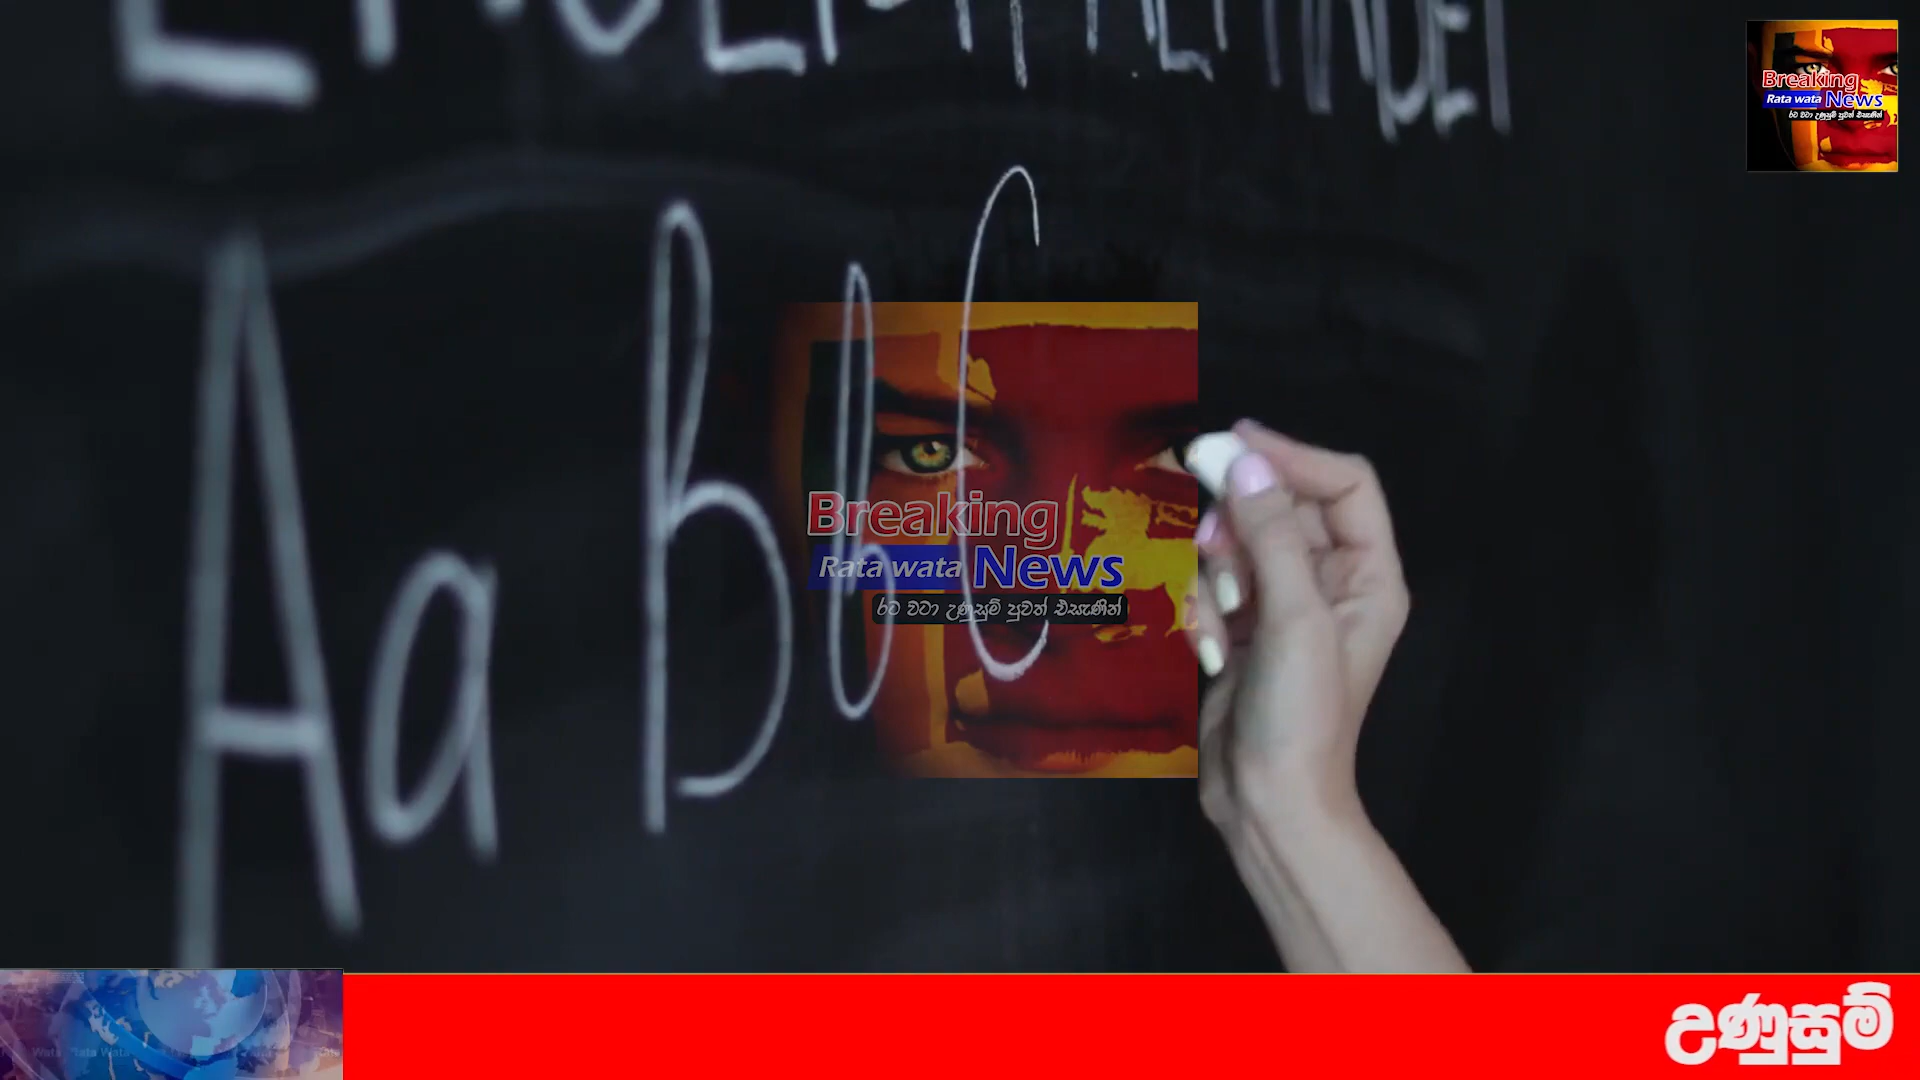 Breaking
Rata wata News
රට වටා උණුසුම් පුවත් එසැණින්
Aa Bb C
Breaking
Rata wata News
රට වටා උණුසුම් පුවත් එසැණින්
උණුසුම්